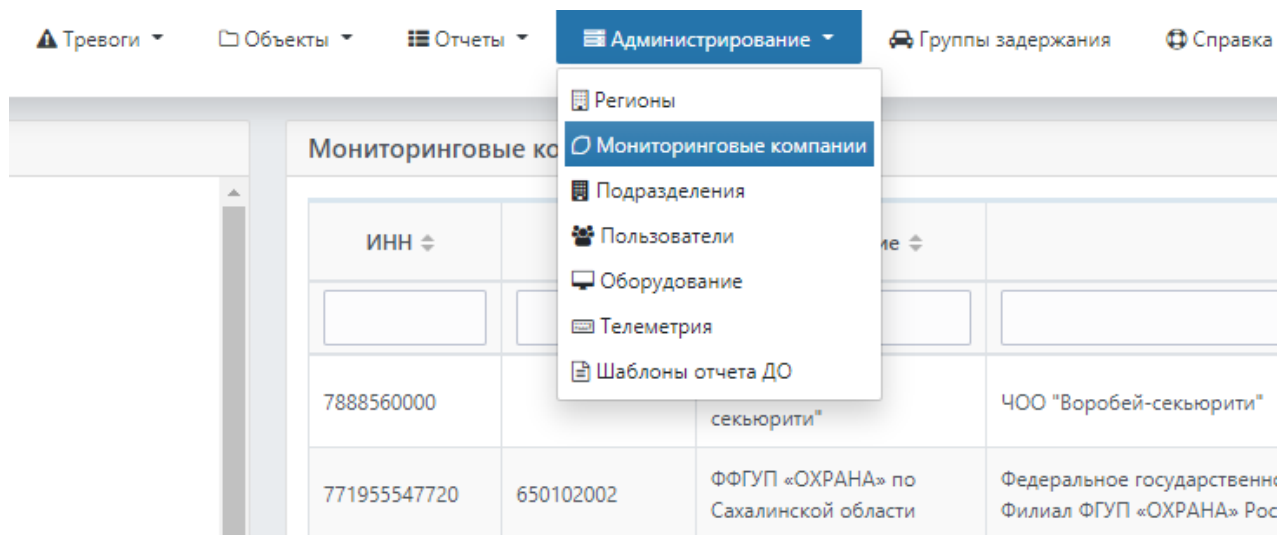 Тревоги
Объекты
Отчеты
Администрирование
Группы задержания
Справка
Регионы
Мониторинговые компании
Подразделения
Пользователи
Оборудование
Телеметрия
Шаблоны отчета ДО
Мониторинговые ко
ИНН
ие
7888560000
секьюрити"
ЧОО "Воробей-секьюрити"
771955547720
650102002
ФФГУП «ОХРАНА» по
Сахалинской области
Федеральное государственно
Филиал ФГУП «ОХРАНА» Рос